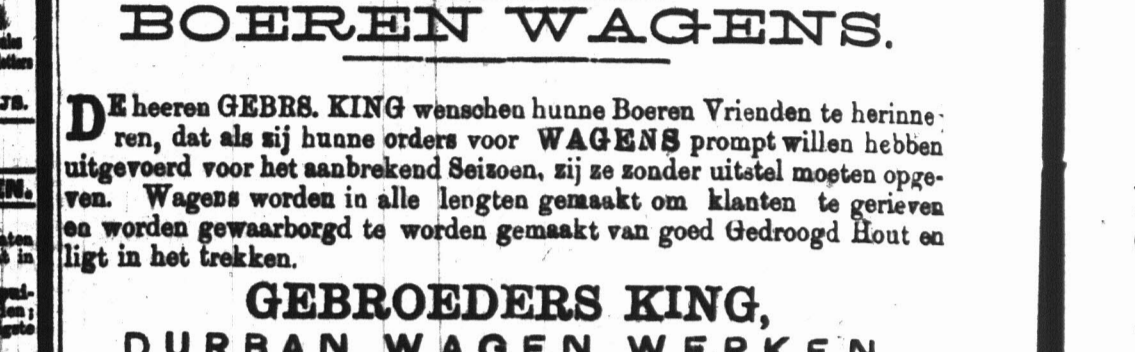 BOEREN WAGENS.
DE heeren GEBRS. KING wenschen hunne Boeren Vrienden te herinne-
ren, dat als zij hunne orders voor WAGENS prompt willen hebben
uitgevoerd voor het aanbrekend Seizoen, zij ze zonder uitstel moeten opge-
ven. Wagens worden in alle lengten gemaakt om klanten te gerieven
en worden gewaarborgd te worden gemaakt van goed Gedroogd Hout en
ligt in het trekken.
GEBROEDERS KING,
DURBAN WAGEN WERKEN